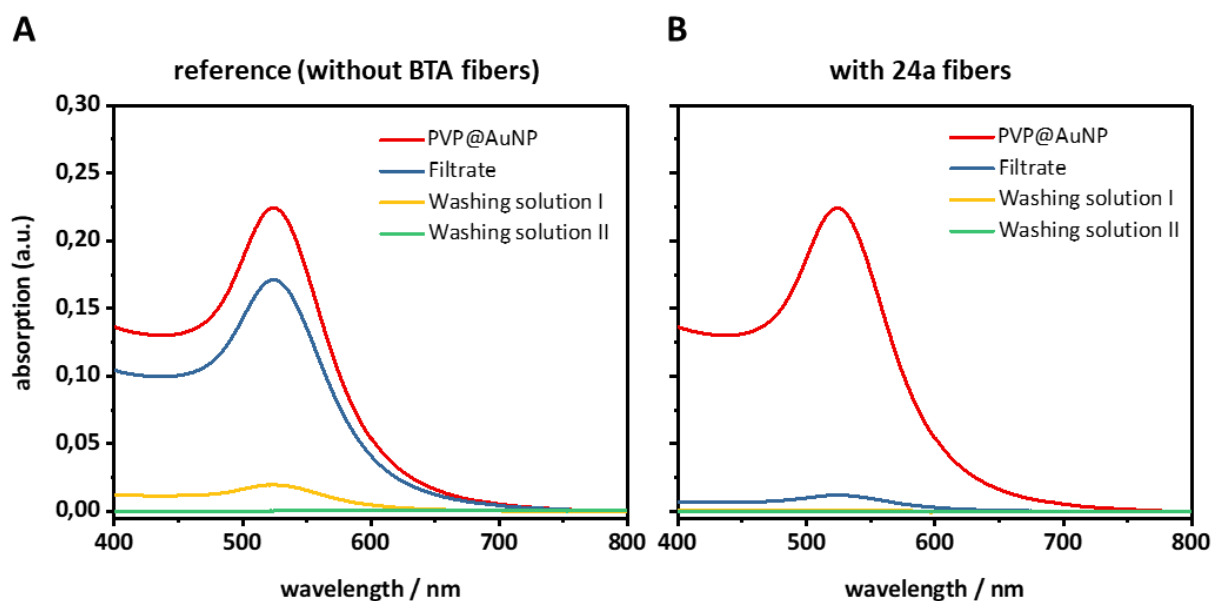 A
reference (without BTA fibers)
0,30
0,25
0,20
0,15
0,10
0,05
0,00
absorption (a.u.)
400
500
600
700
800
wavelength / nm
PVP@AuNP
Filtrate
Washing solution I
Washing solution II
B
with 24a fibers
PVP@AuNP
Filtrate
Washing solution I
Washing solution II
400
500
600
700
800
wavelength / nm